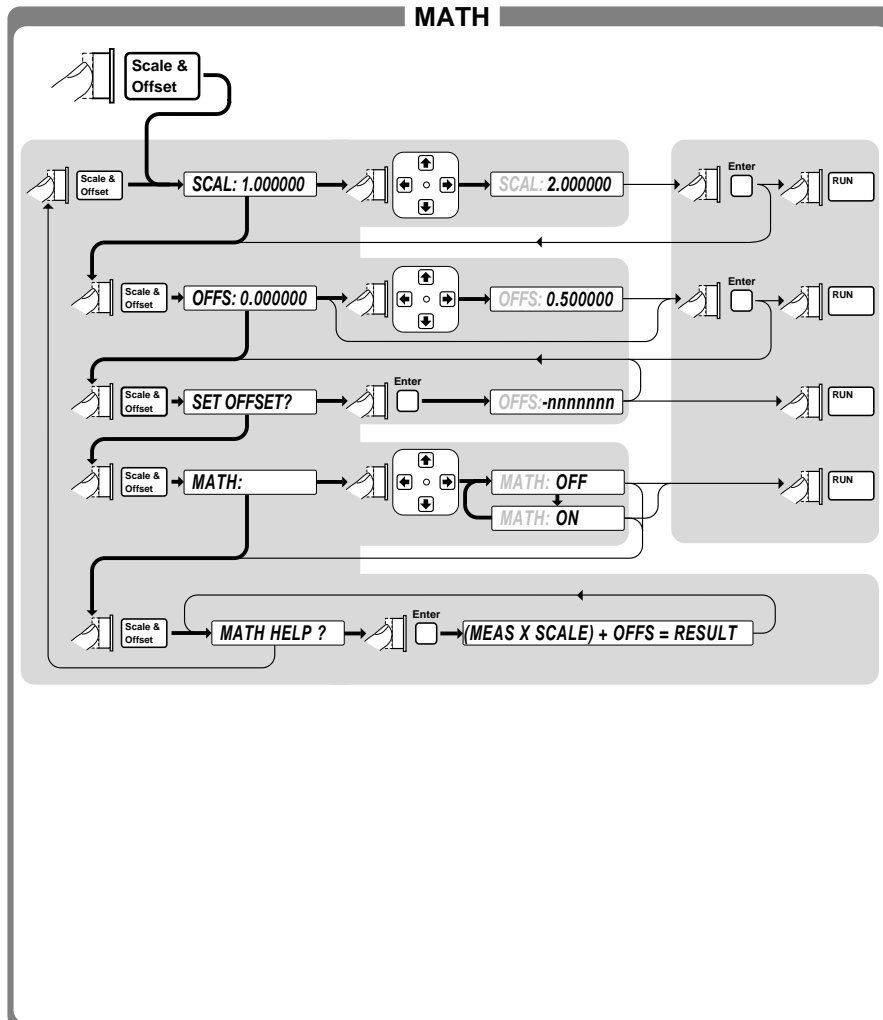 MATH
Scale &
Offset
Scale &
Offset
SCAL: 1.000000
SCAL: 2.000000
Enter
RUN
Scale &
Offset
OFFS: 0.000000
OFFS: 0.500000
Enter
RUN
Scale &
Offset
SET OFFSET?
Enter
OFFS:-nnnnnnn
RUN
Scale &
Offset
MATH:
MATH: OFF
MATH: ON
RUN
Scale &
Offset
MATH HELP ?
Enter
(MEAS X SCALE) + OFFS = RESULT